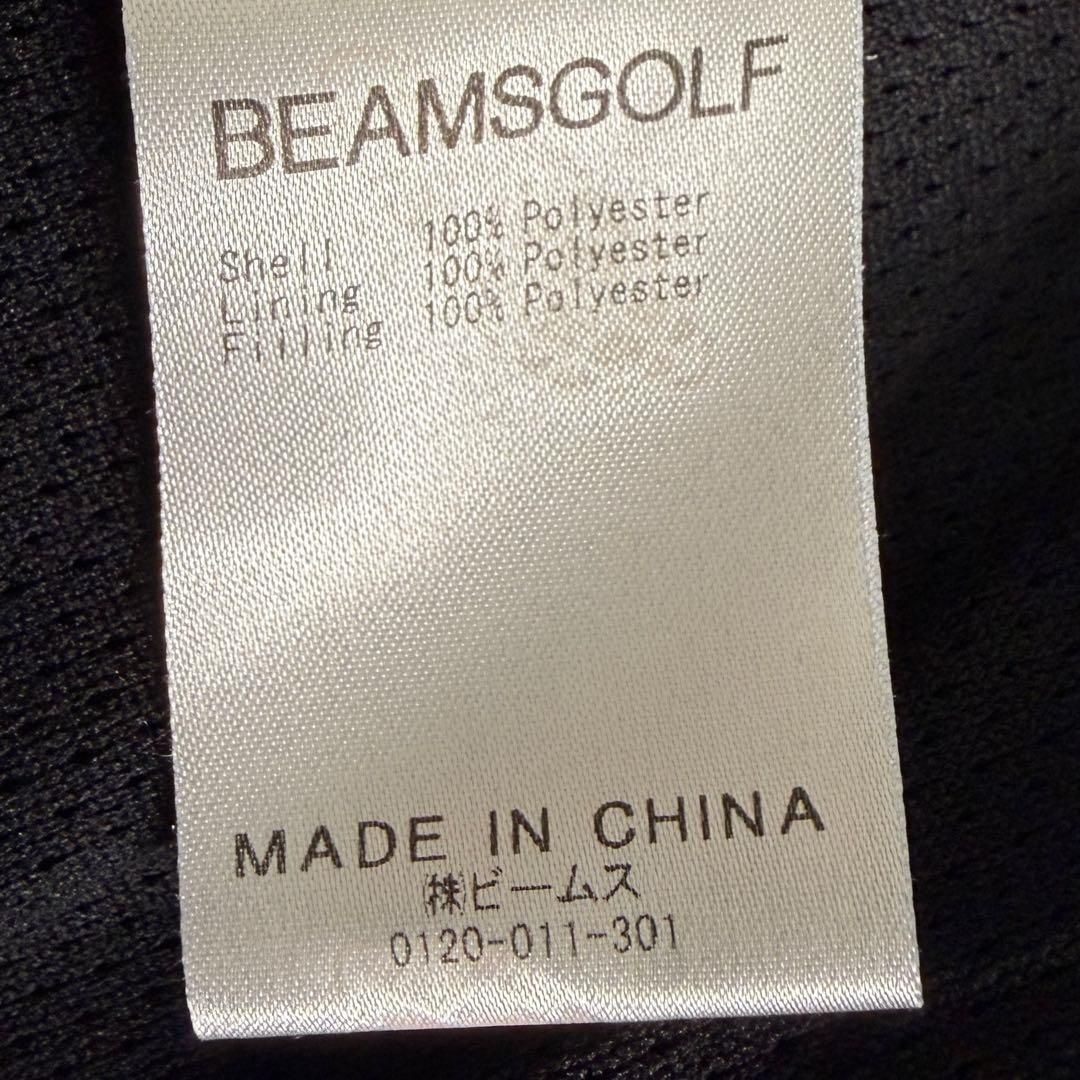 BEAMSGOLF
Shell 100% Polyester
Lining 100% Polyester
Filling 100% Polyester
MADE IN CHINA
㈱ビームス
0120-011-301